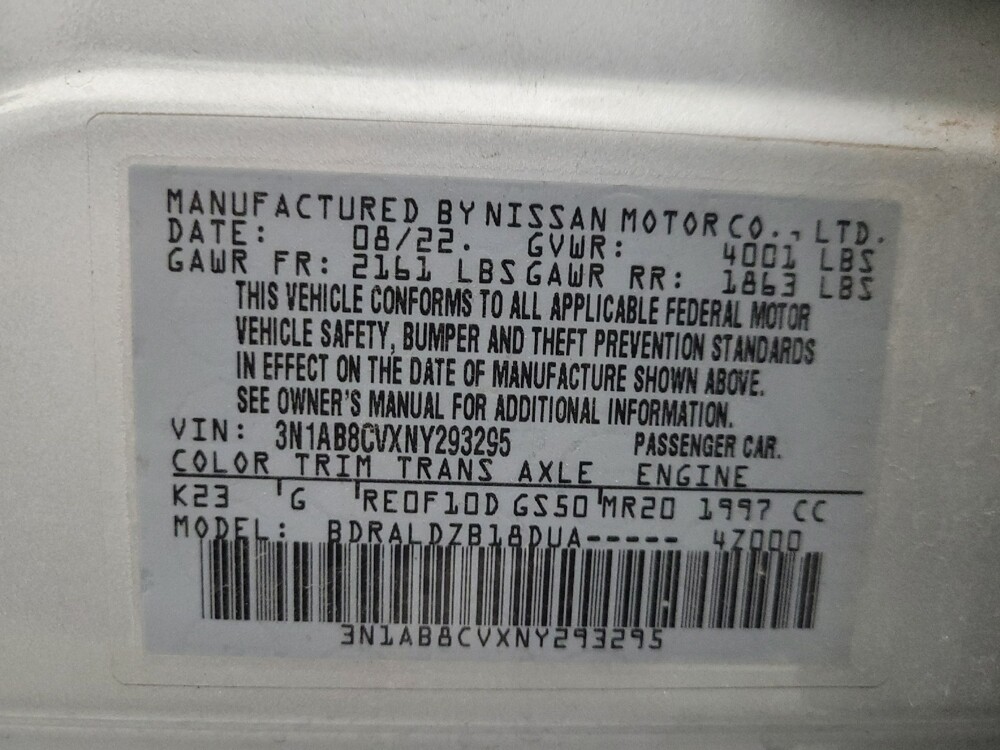 MANUFACTURED BY NISSAN MOTOR CO., LTD.
DATE: 08/22. GVWR: 4001 LBS
GAWR FR: 2161 LBS GAWR RR: 1863 LBS
THIS VEHICLE CONFORMS TO ALL APPLICABLE FEDERAL MOTOR
VEHICLE SAFETY, BUMPER AND THEFT PREVENTION STANDARDS
IN EFFECT ON THE DATE OF MANUFACTURE SHOWN ABOVE.
SEE OWNER'S MANUAL FOR ADDITIONAL INFORMATION.
VIN: 3N1AB8CVXNY293295 PASSENGER CAR.
COLOR TRIM TRANS AXLE ENGINE
K23 G RE0F10D GS50 MR20 1997 CC
MODEL: BDRALDZB18DUA----- 4Z000
3N1AB8CVXNY293295